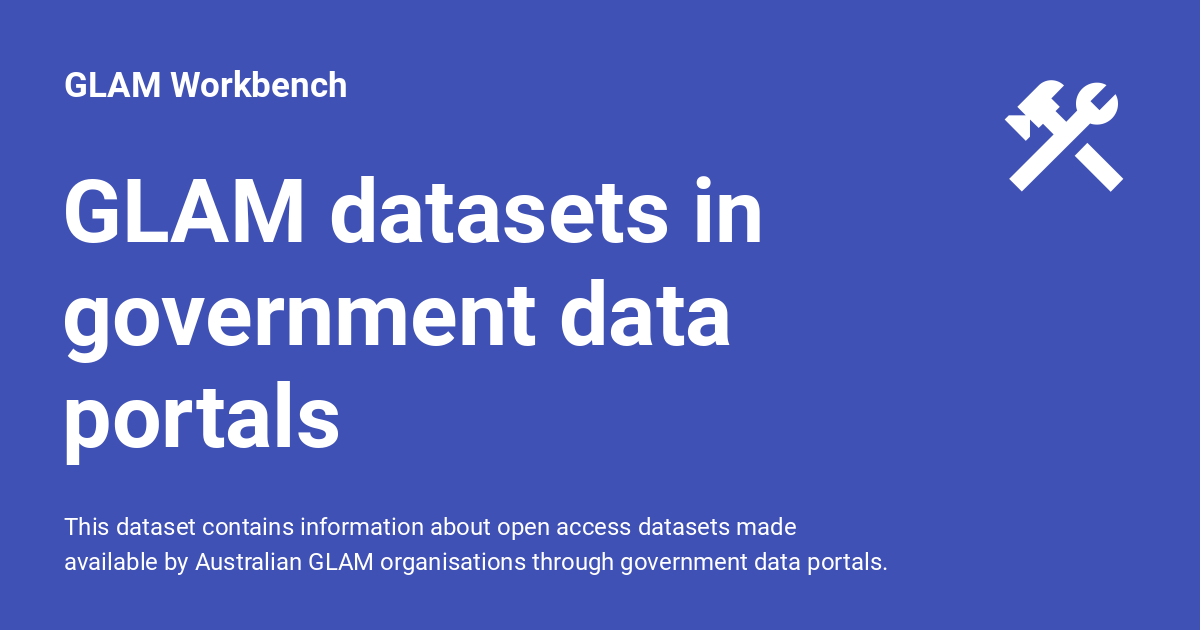 GLAM Workbench
GLAM datasets in
government data
portals
This dataset contains information about open access datasets made
available by Australian GLAM organisations through government data portals.